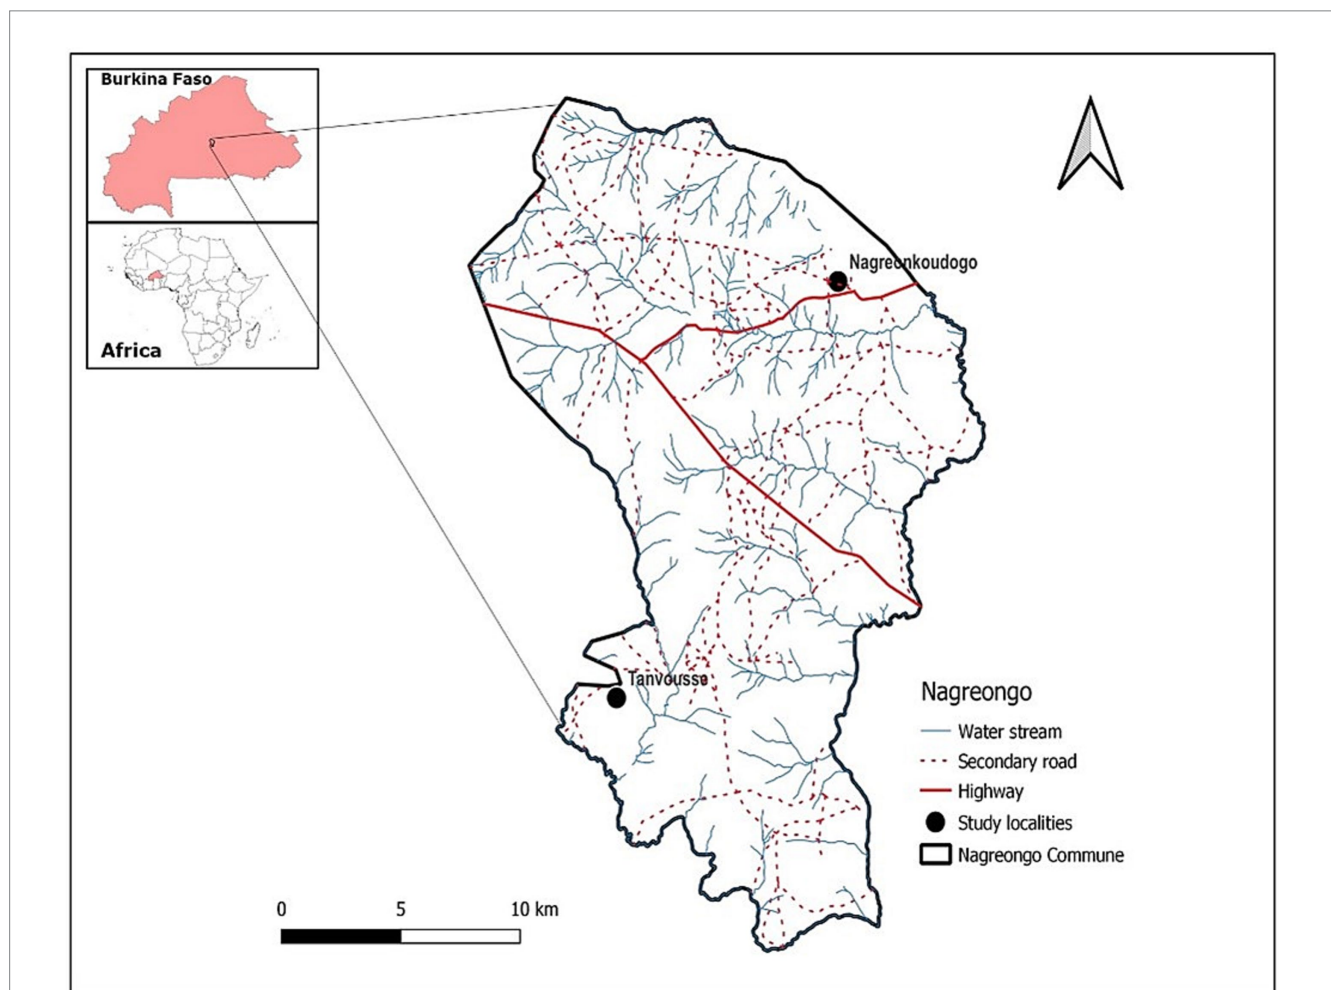 Burkina Faso
Africa
Nagreonkoudogo
Tanvousse
Nagreongo
Water stream
Secondary road
Highway
Study localities
Nagreongo Commune
0 5 10 km